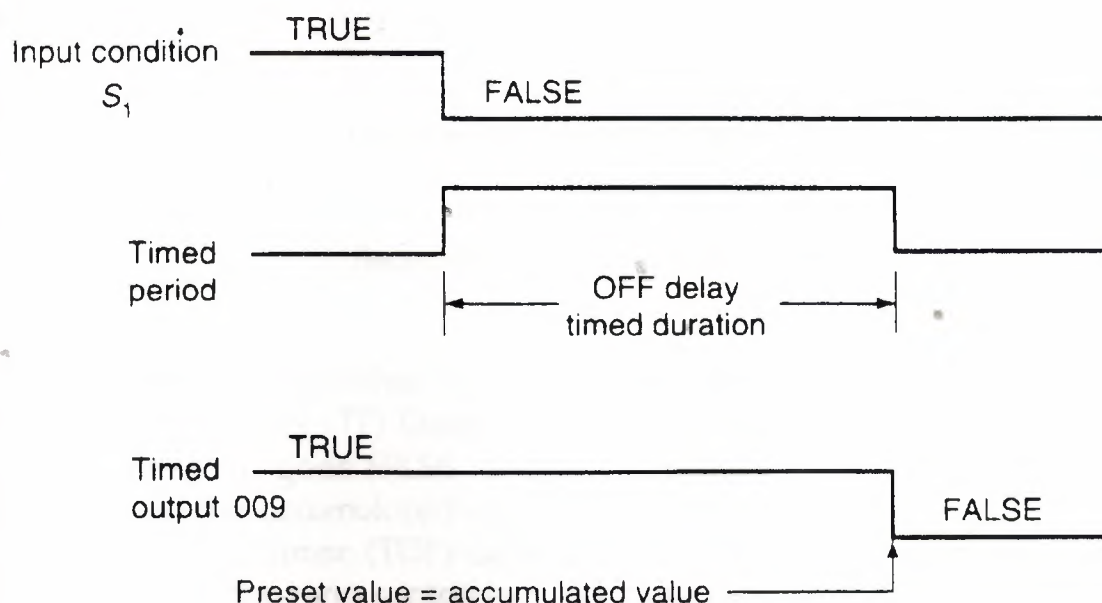 TRUE
Input condition
S₁
FALSE
Timed
period
OFF delay
timed duration
TRUE
Timed
output 009
FALSE
Preset value = accumulated value